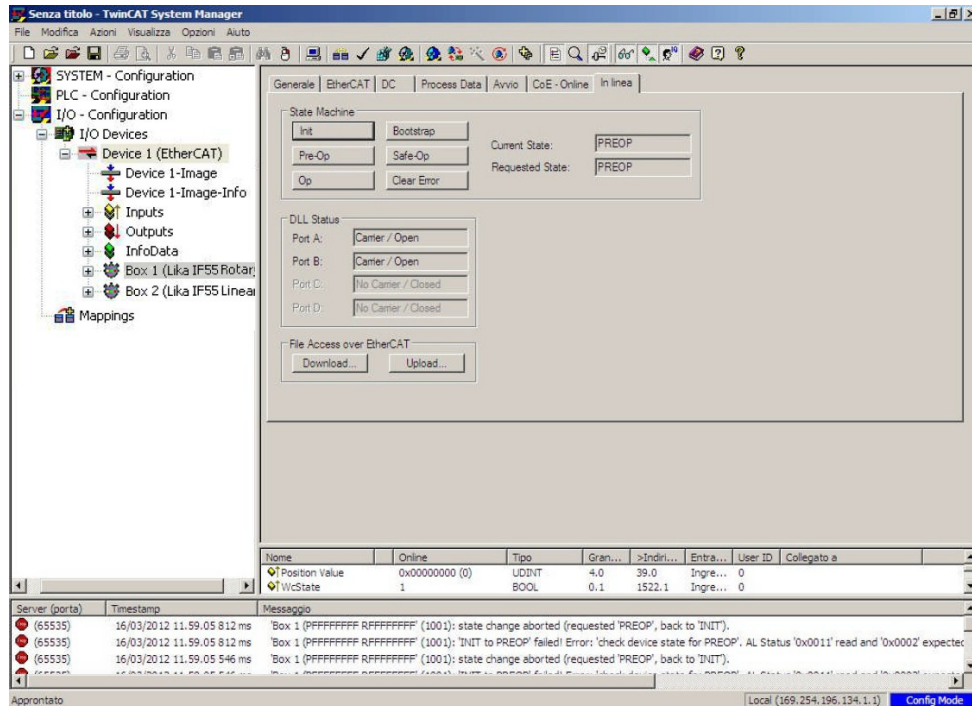 Senza titolo - TwinCAT System Manager
File Modifica Azioni Visualizza Opzioni Aiuto
SYSTEM - Configuration
PLC - Configuration
I/O - Configuration
I/O Devices
Device 1 (EtherCAT)
Device 1-Image
Device 1-Image-Info
Inputs
Outputs
InfoData
Box 1 (Lika IF55 Rotar
Box 2 (Lika IF55 Linear
Mappings
Generale EtherCAT DC Process Data Avvio CoE - Online In linea
State Machine
Init Bootstrap
Pre-Op Safe-Op
Op Clear Error
Current State: PREOP
Requested State: PREOP
DLL Status
Port A: Carrier / Open
Port B: Carrier / Open
Port C: No Carrier / Closed
Port D: No Carrier / Closed
File Access over EtherCAT
Download... Upload...
Nome Online Tipo Gran... >Indiri... Entra... User ID Collegato a
Position Value 0x00000000 (0) UDINT 4.0 39.0 Ingre... 0
WcState 1 BOOL 0.1 1522.1 Ingre... 0
Server (porta) Timestamp Messaggio
(65535) 16/03/2012 11.59.05 812 ms 'Box 1 (PFFFFFFFF RFFFFFFFF' (1001): state change aborted (requested 'PREOP', back to 'INIT').
(65535) 16/03/2012 11.59.05 812 ms 'Box 1 (PFFFFFFFF RFFFFFFFF' (1001): 'INIT to PREOP' failed! Error: 'check device state for PREOP'. AL Status '0x0011' read and '0x0002' expected
(65535) 16/03/2012 11.59.05 546 ms 'Box 1 (PFFFFFFFF RFFFFFFFF' (1001): state change aborted (requested 'PREOP', back to 'INIT').
Approntato
Local (169.254.196.134.1.1) Config Mode